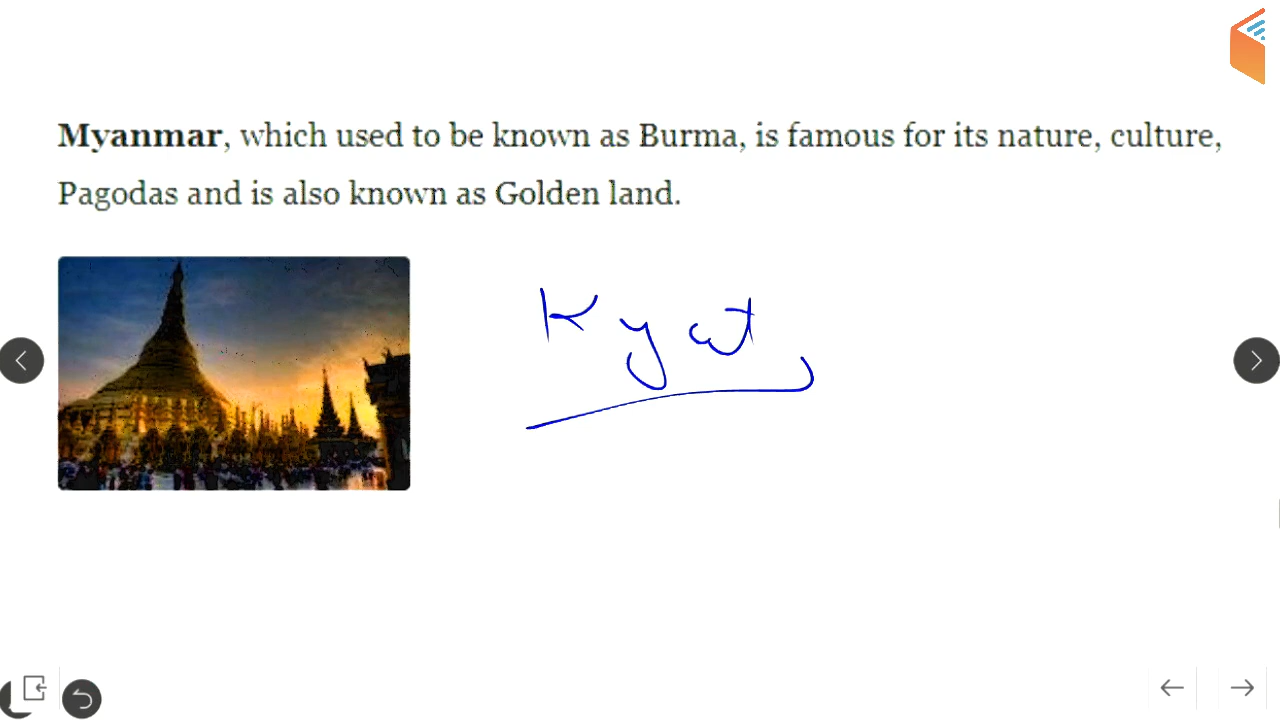 Myanmar, which used to be known as Burma, is famous for its nature, culture,
Pagodas and is also known as Golden land.
Kyat